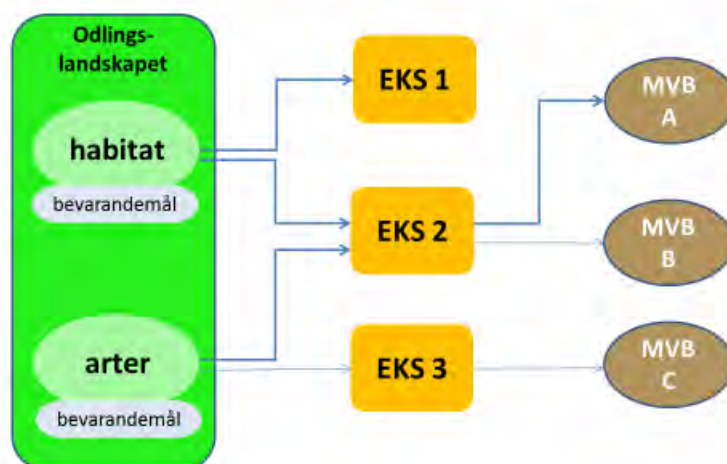 Odlings-
landskapet
habitat
bevarandemål
arter
bevarandemål
EKS 1
EKS 2
EKS 3
MVB
A
MVB
B
MVB
C